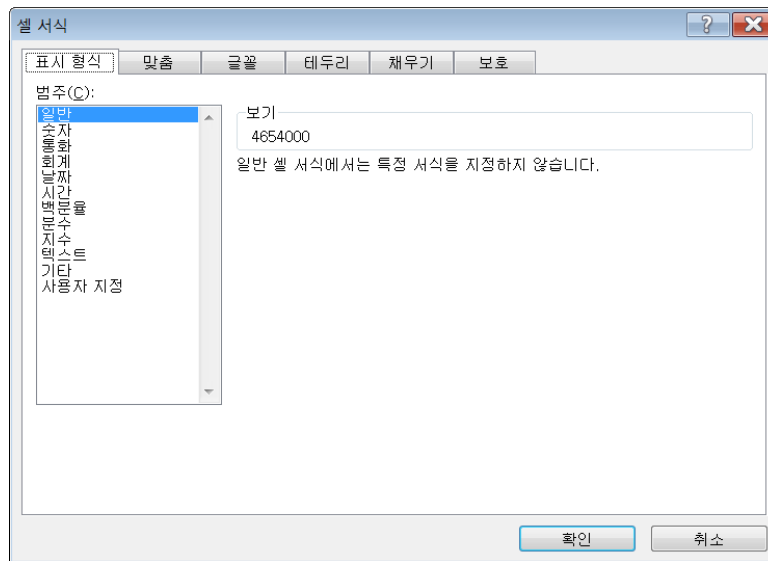 셀 서식
표시 형식 맞춤 글꼴 테두리 채우기 보호
범주(C):
일반
숫자
통화
회계
날짜
시간
백분율
분수
지수
텍스트
기타
사용자 지정
보기
4654000
일반 셀 서식에서는 특정 서식을 지정하지 않습니다.
확인 취소